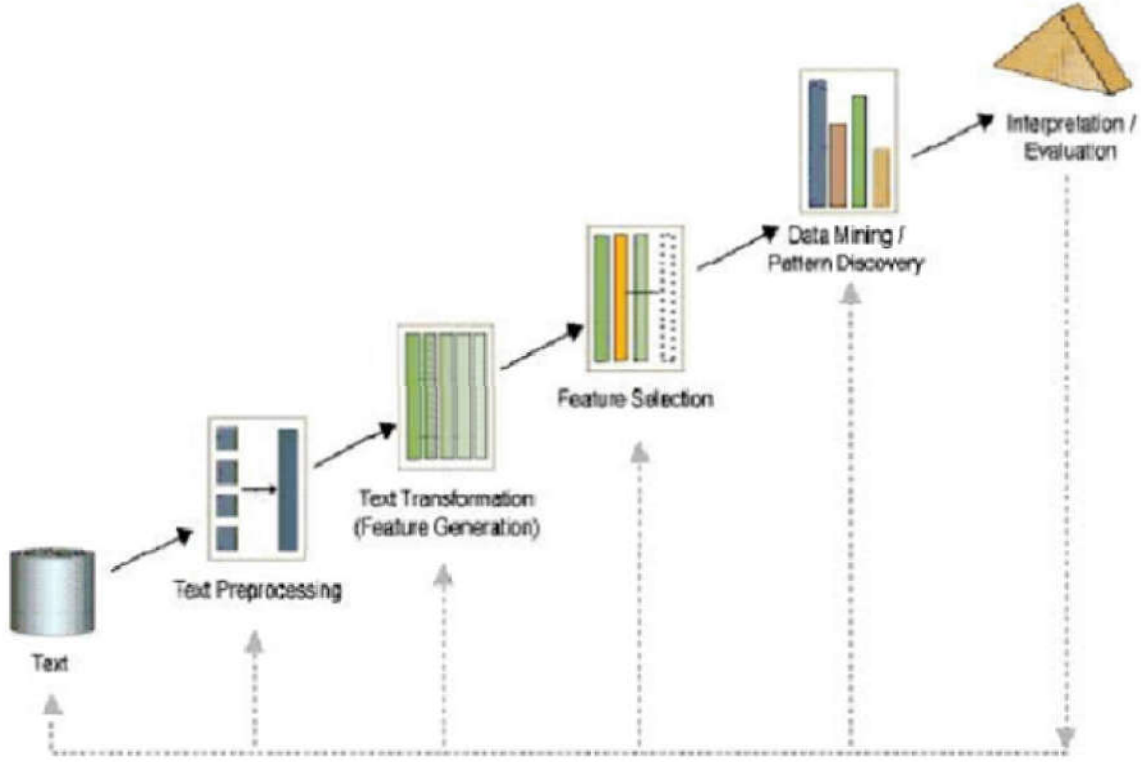 Interpretation /
Evaluation
Data Mining /
Pattern Discovery
Feature Selection
Text Transformation
(Feature Generation)
Text Preprocessing
Text